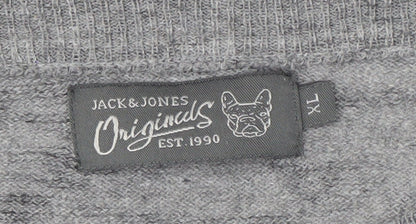 JACK&JONES
Originals
EST. 1990
XL